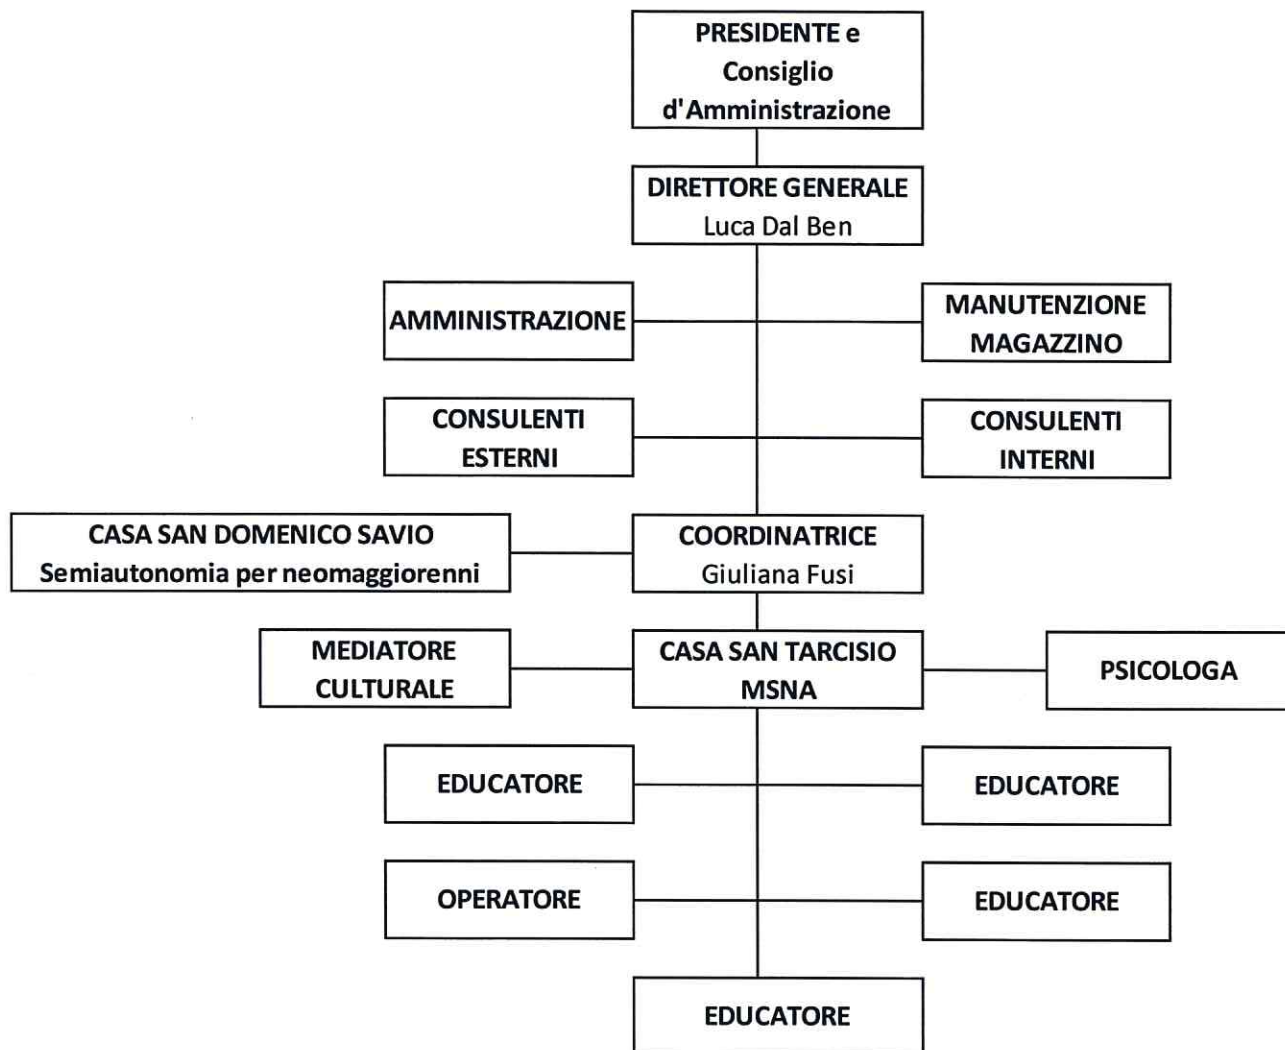 PRESIDENTE e
Consiglio
d'Amministrazione
DIRETTORE GENERALE
Luca Dal Ben
AMMINISTRAZIONE
MANUTENZIONE
MAGAZZINO
CONSULENTI
ESTERNI
CONSULENTI
INTERNI
CASA SAN DOMENICO SAVIO
Semiautonomia per neomaggiorenni
COORDINATRICE
Giuliana Fusi
MEDIATORE
CULTURALE
CASA SAN TARCISIO
MSNA
PSICOLOGA
EDUCATORE
EDUCATORE
OPERATORE
EDUCATORE
EDUCATORE